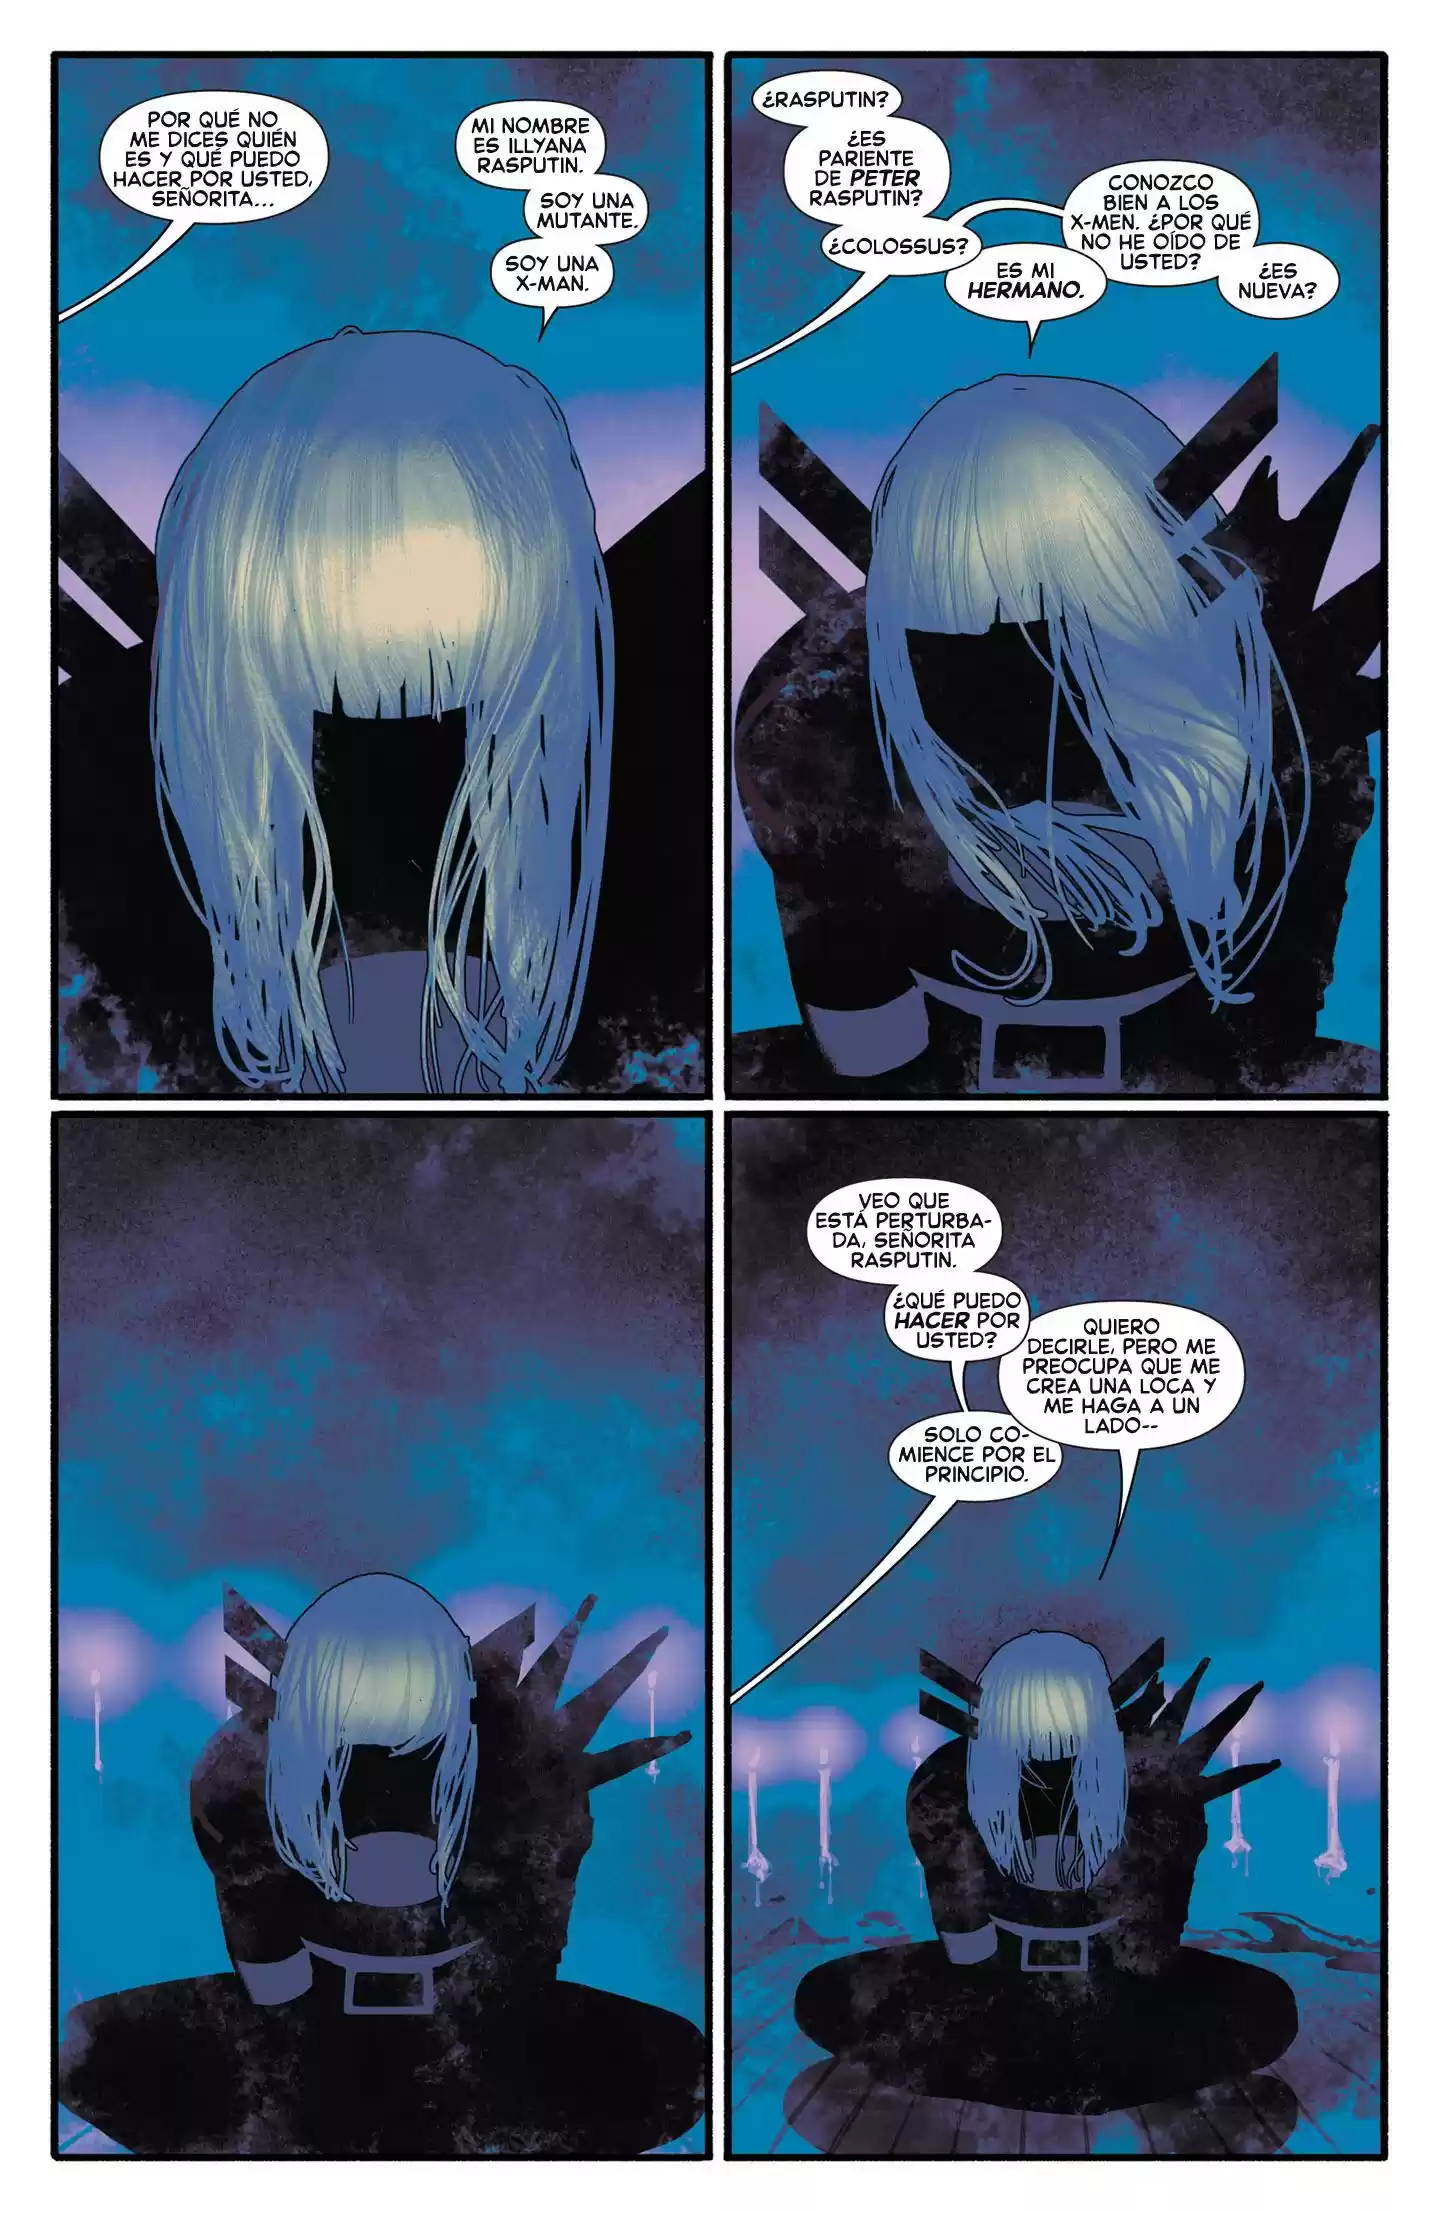 POR QUÉ NO
ME DICES QUIÉN
ES Y QUÉ PUEDO
HACER POR USTED,
SEÑORITA...
MI NOMBRE
ES ILLYANA
RASPUTIN.
SOY UNA
MUTANTE.
SOY UNA
X-MAN.
¿RASPUTIN?
¿ES
PARIENTE
DE PETER
RASPUTIN?
¿COLOSSUS?
ES MI
HERMANO.
CONOZCO
BIEN A LOS
X-MEN. ¿POR QUÉ
NO HE OÍDO DE
USTED?
¿ES
NUEVA?
VEO QUE
ESTÁ PERTURBA-
DA, SEÑORITA
RASPUTIN.
¿QUÉ PUEDO
HACER POR
USTED?
QUIERO
DECIRLE, PERO ME
PREOCUPA QUE ME
CREA UNA LOCA Y
ME HAGA A UN
LADO--
SOLO CO-
MIENCE POR EL
PRINCIPIO.